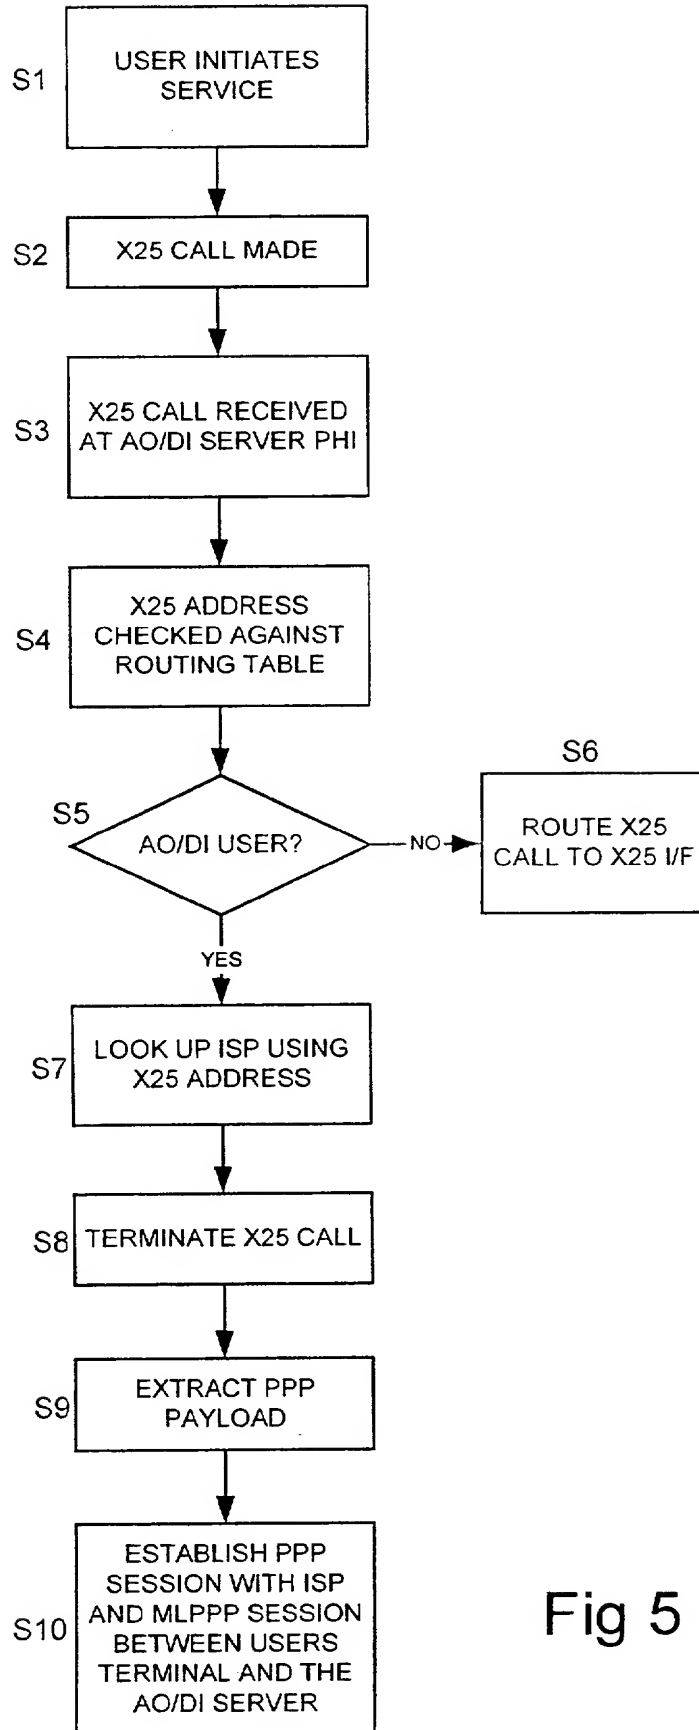 S1
USER INITIATES
SERVICE
S2
X25 CALL MADE
S3
X25 CALL RECEIVED
AT AO/DI SERVER PHI
S4
X25 ADDRESS
CHECKED AGAINST
ROUTING TABLE
S5
AO/DI USER?
NO
S6
ROUTE X25
CALL TO X25 I/F
YES
S7
LOOK UP ISP USING
X25 ADDRESS
S8
TERMINATE X25 CALL
S9
EXTRACT PPP
PAYLOAD
S10
ESTABLISH PPP
SESSION WITH ISP
AND MLPPP SESSION
BETWEEN USERS
TERMINAL AND THE
AO/DI SERVER
Fig 5